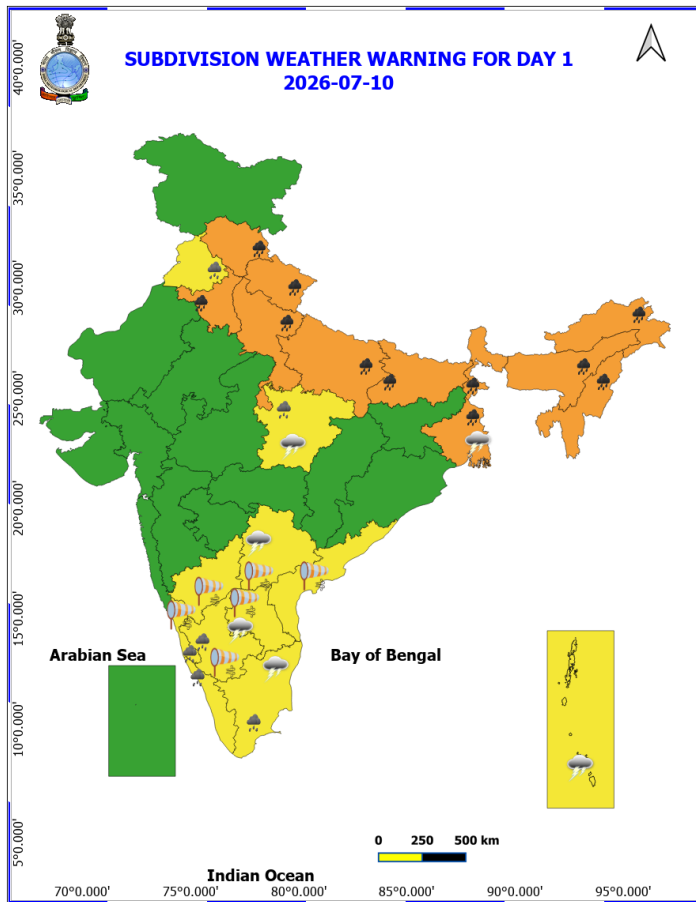 SUBDIVISION WEATHER WARNING FOR DAY 1
2026-07-10
40°0.000'
35°0.000'
30°0.000'
25°0.000'
20°0.000'
15°0.000'
10°0.000'
5°0.000'
Arabian Sea
Bay of Bengal
0 250 500 km
Indian Ocean
70°0.000' 75°0.000' 80°0.000' 85°0.000' 90°0.000' 95°0.000'